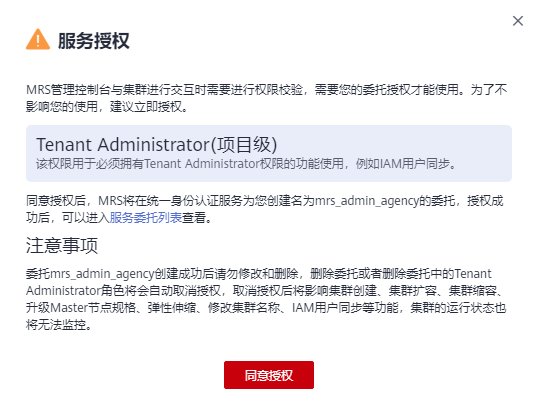 服务授权
MRS管理控制台与集群进行交互时需要进行权限校验，需要您的委托授权才能使用。为了不
影响您的使用，建议立即授权。
Tenant Administrator(项目级)
该权限用于必须拥有Tenant Administrator权限的功能使用，例如IAM用户同步。
同意授权后，MRS将在统一身份认证服务为您创建名为mrs_admin_agency的委托，授权成
功后，可以进入服务委托列表查看。
注意事项
委托mrs_admin_agency创建成功后请勿修改和删除，删除委托或者删除委托中的Tenant
Administrator角色将会自动取消授权，取消授权后将影响集群创建、集群扩容、集群缩容、
升级Master节点规格、弹性伸缩、修改集群名称、IAM用户同步等功能，集群的运行状态也
将无法监控。
同意授权